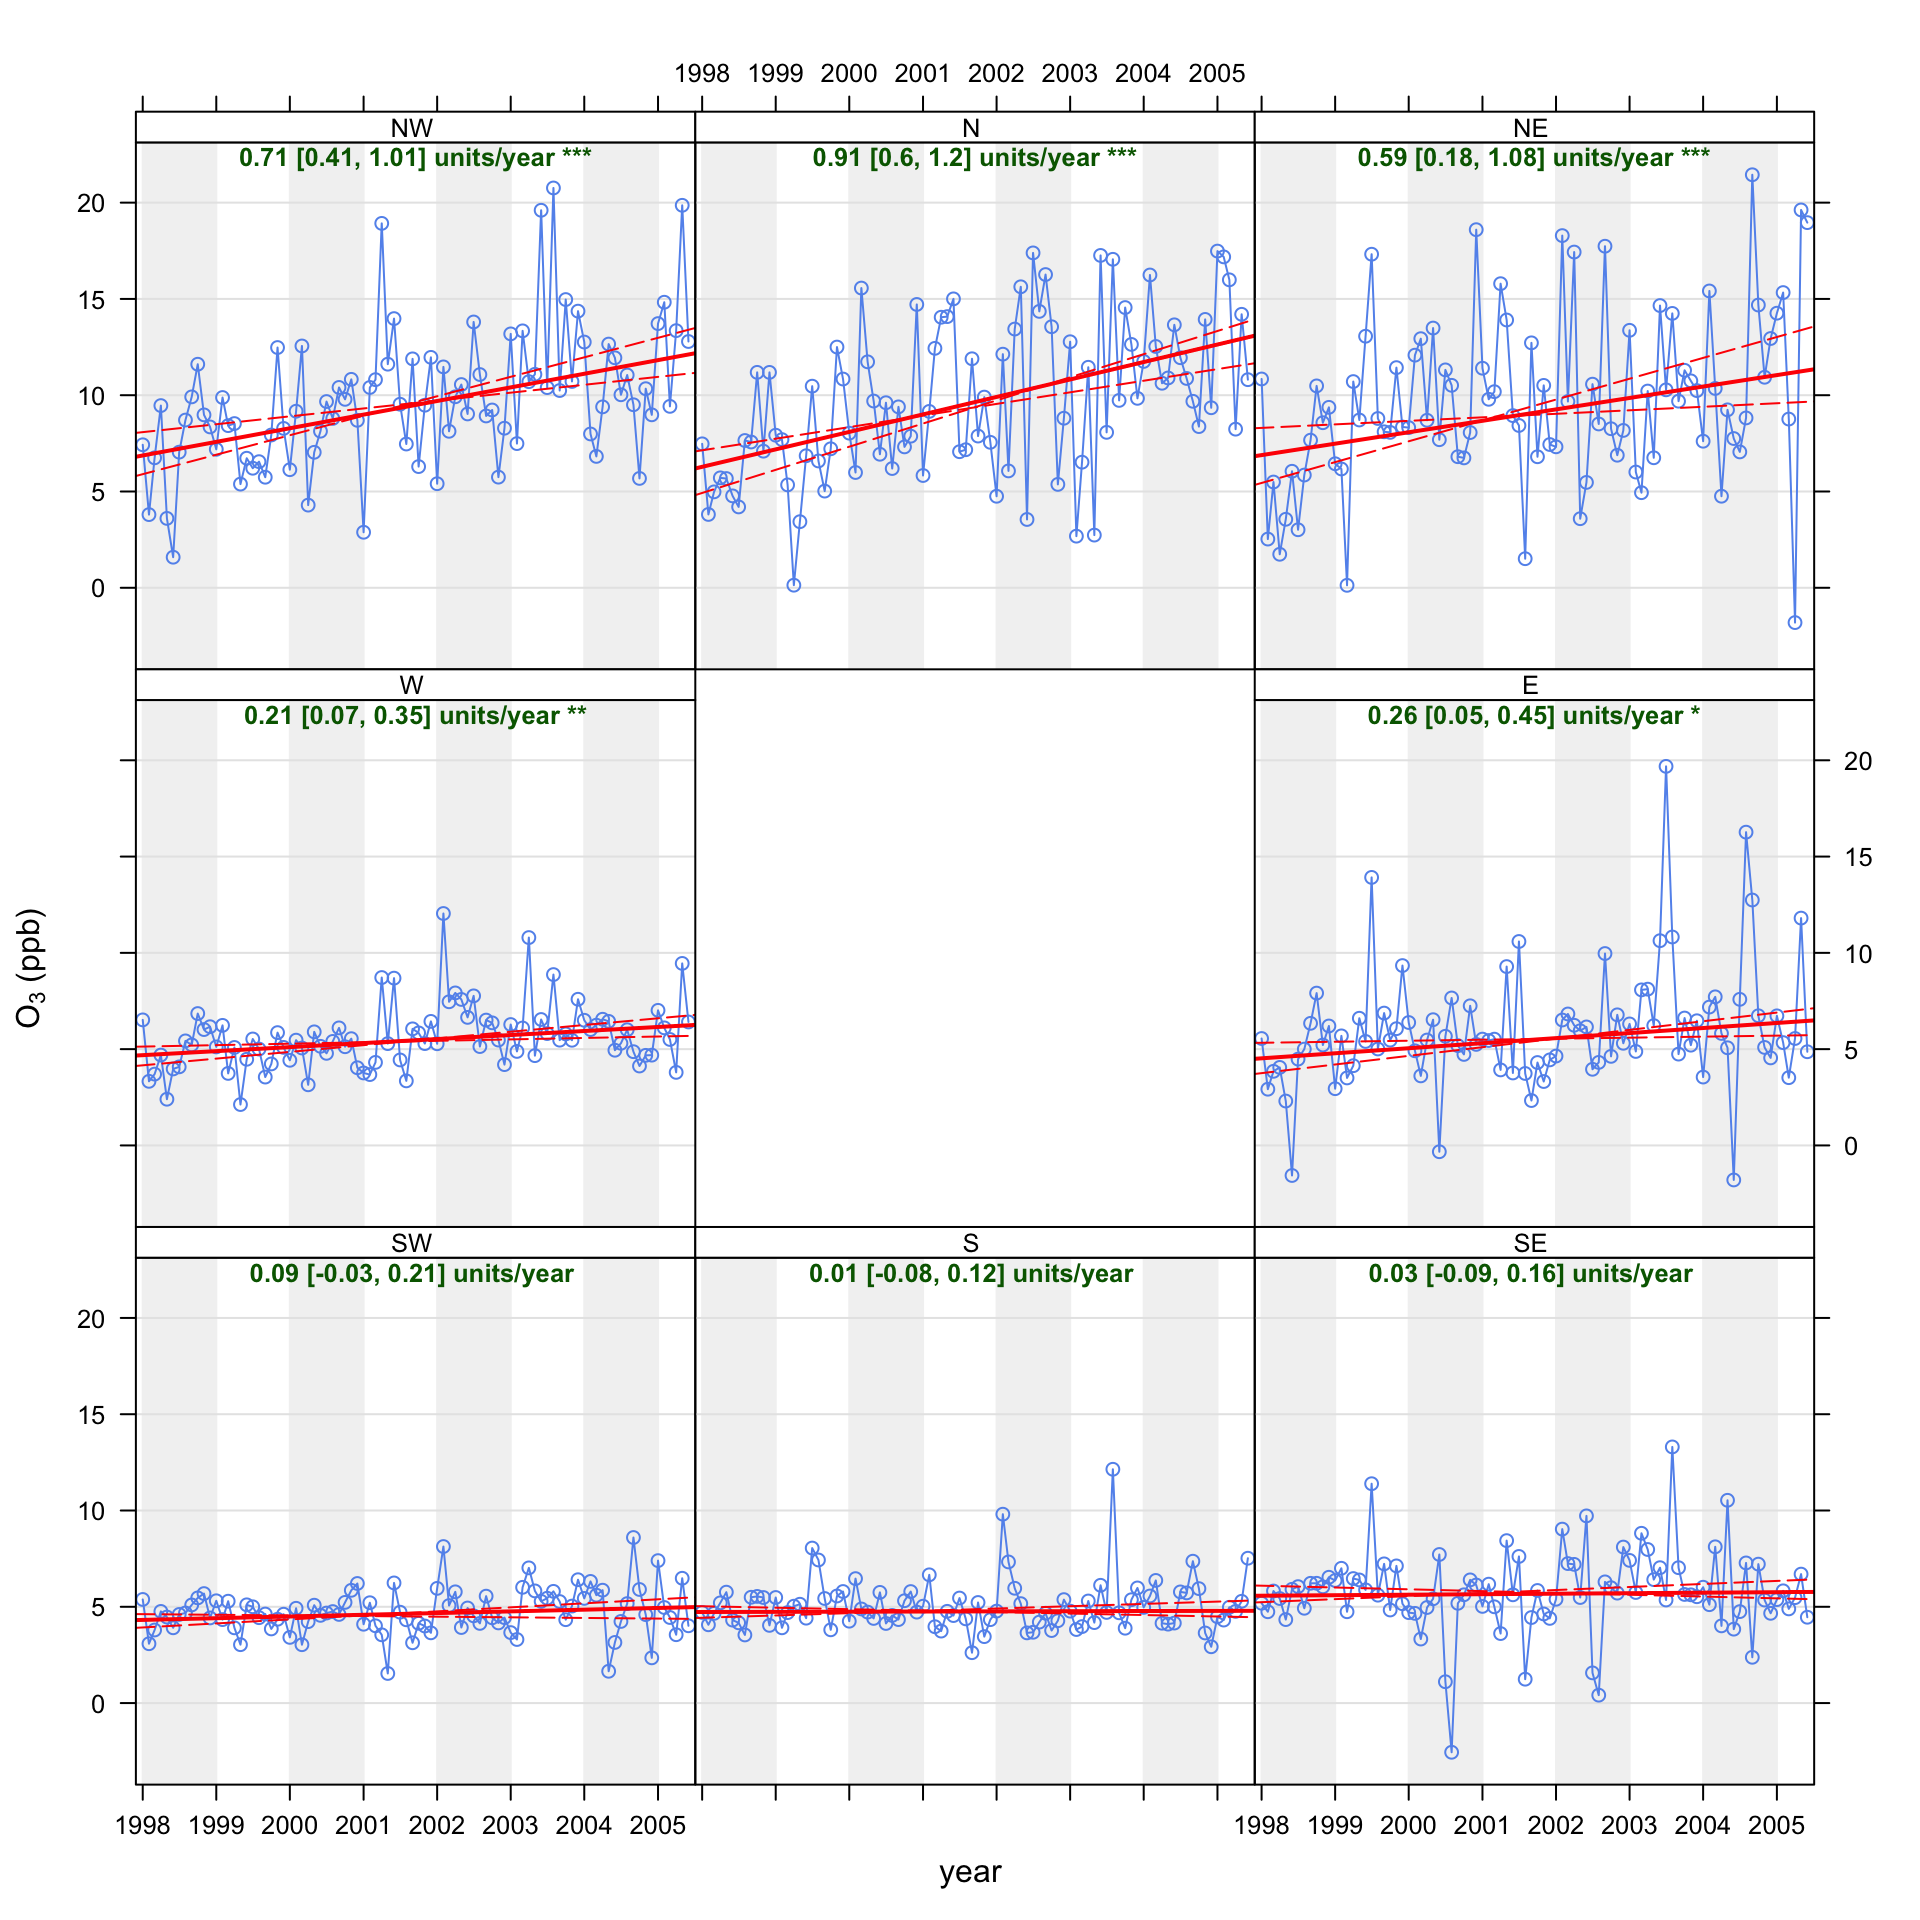 1998 1999 2000 2001 2002 2003 2004 2005
NW N NE
0.71 [0.41, 1.01] units/year ***
0.91 [0.6, 1.2] units/year ***
0.59 [0.18, 1.08] units/year ***
20
15
10
5
0
W E
0.21 [0.07, 0.35] units/year **
0.26 [0.05, 0.45] units/year *
20
15
10
5
0
O₃ (ppb)
SW S SE
0.09 [-0.03, 0.21] units/year
0.01 [-0.08, 0.12] units/year
0.03 [-0.09, 0.16] units/year
20
15
10
5
0
1998 1999 2000 2001 2002 2003 2004 2005
1998 1999 2000 2001 2002 2003 2004 2005
year